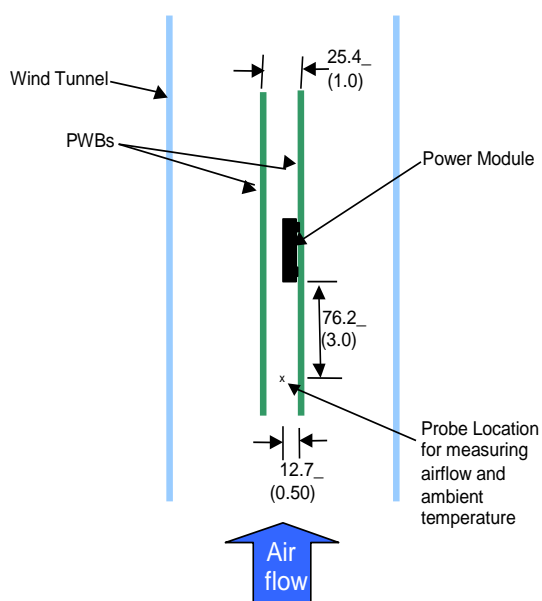 25.4_
(1.0)
Wind Tunnel
PWBs
Power Module
76.2_
(3.0)
x
Probe Location
for measuring
airflow and
ambient
temperature
12.7_
(0.50)
Air
flow